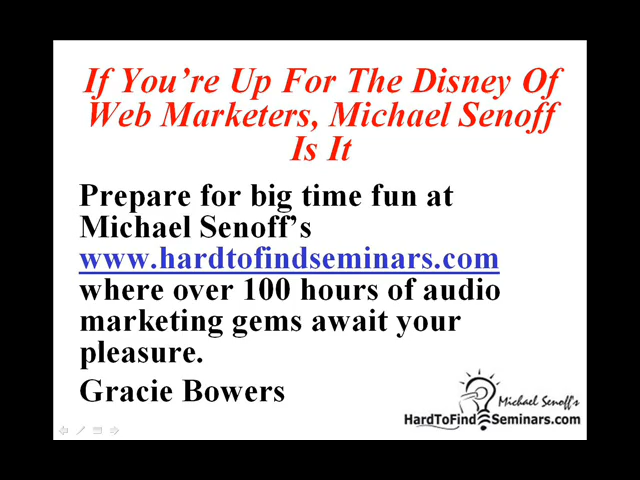 If You’re Up For The Disney Of
Web Marketers, Michael Senoff
Is It
Prepare for big time fun at
Michael Senoff’s
www.hardtofindseminars.com
where over 100 hours of audio
marketing gems await your
pleasure.
Gracie Bowers
Michael Senoff's
HardToFindSeminars.com